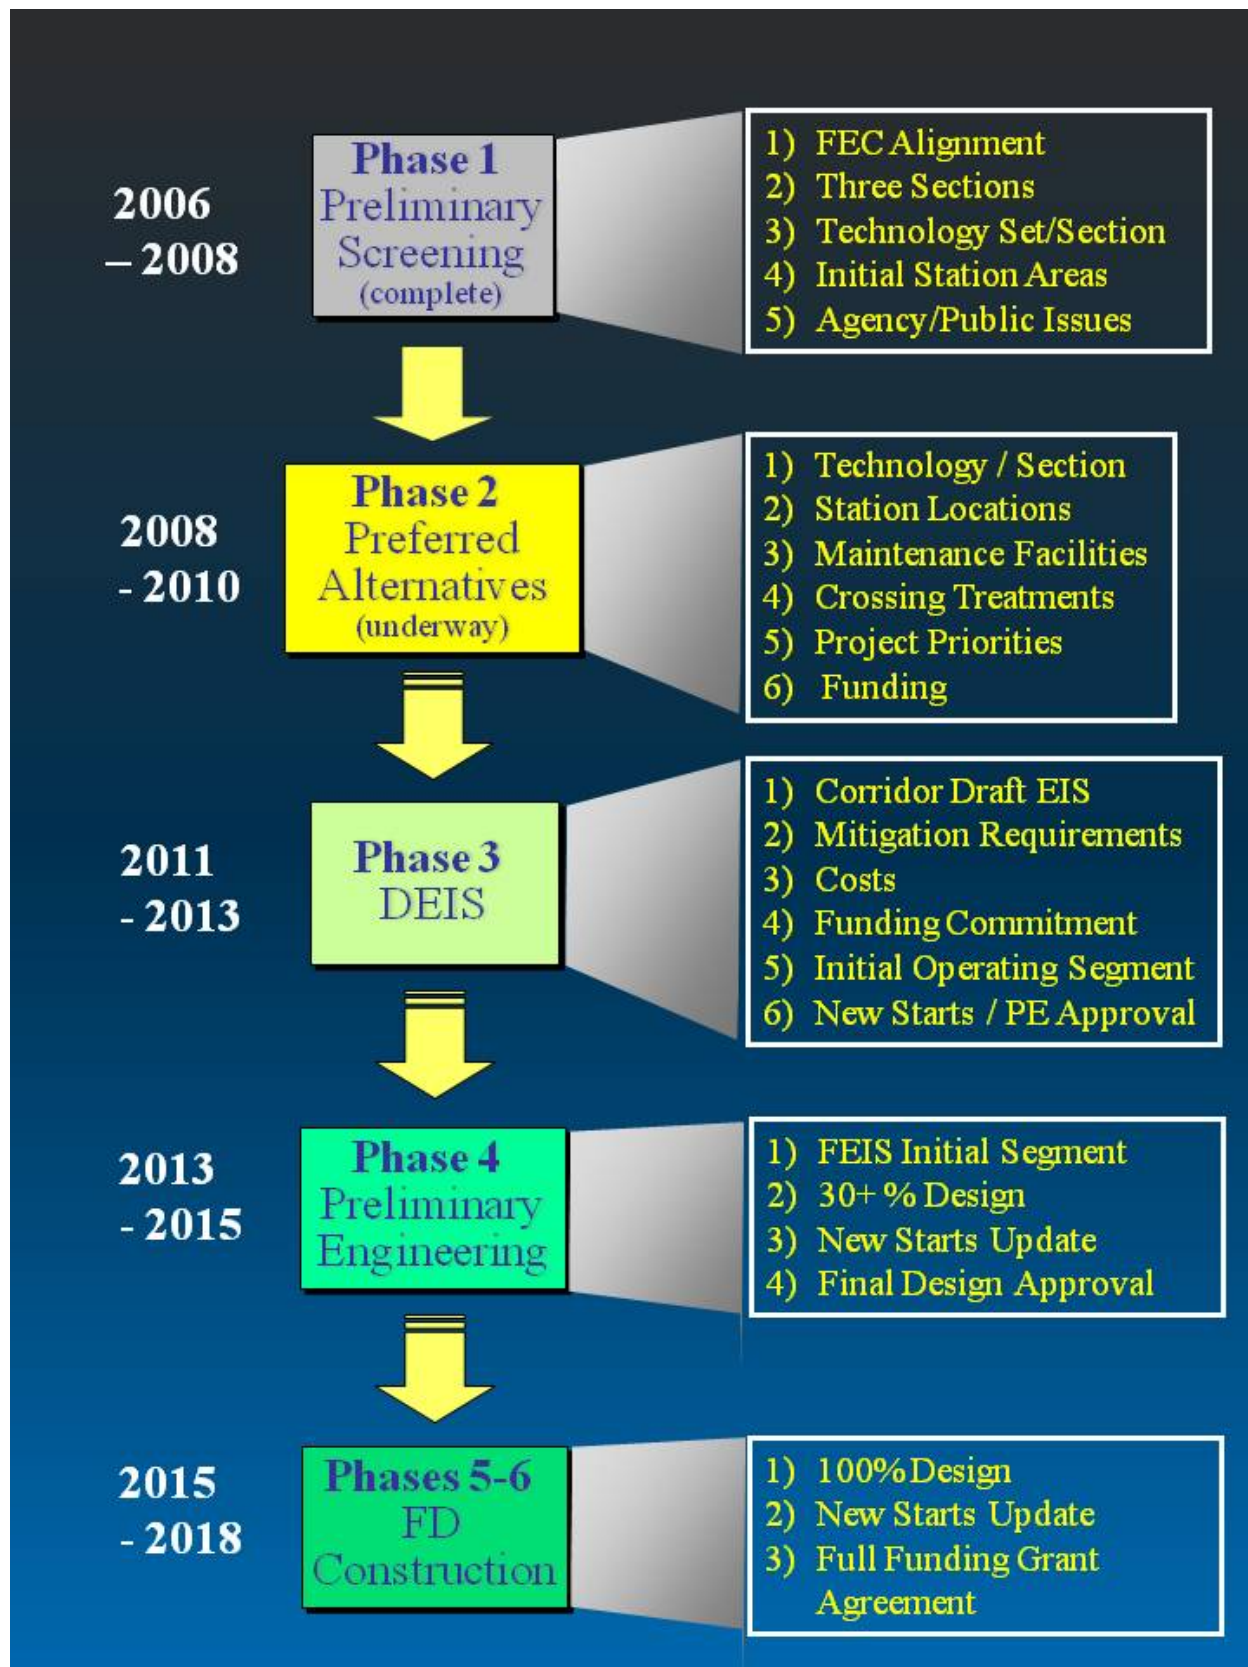 2006
– 2008
Phase 1
Preliminary
Screening
(complete)
1) FEC Alignment
2) Three Sections
3) Technology Set/Section
4) Initial Station Areas
5) Agency/Public Issues
2008
- 2010
Phase 2
Preferred
Alternatives
(underway)
1) Technology / Section
2) Station Locations
3) Maintenance Facilities
4) Crossing Treatments
5) Project Priorities
6) Funding
2011
- 2013
Phase 3
DEIS
1) Corridor Draft EIS
2) Mitigation Requirements
3) Costs
4) Funding Commitment
5) Initial Operating Segment
6) New Starts / PE Approval
2013
- 2015
Phase 4
Preliminary
Engineering
1) FEIS Initial Segment
2) 30+ % Design
3) New Starts Update
4) Final Design Approval
2015
- 2018
Phases 5-6
FD
Construction
1) 100% Design
2) New Starts Update
3) Full Funding Grant
Agreement